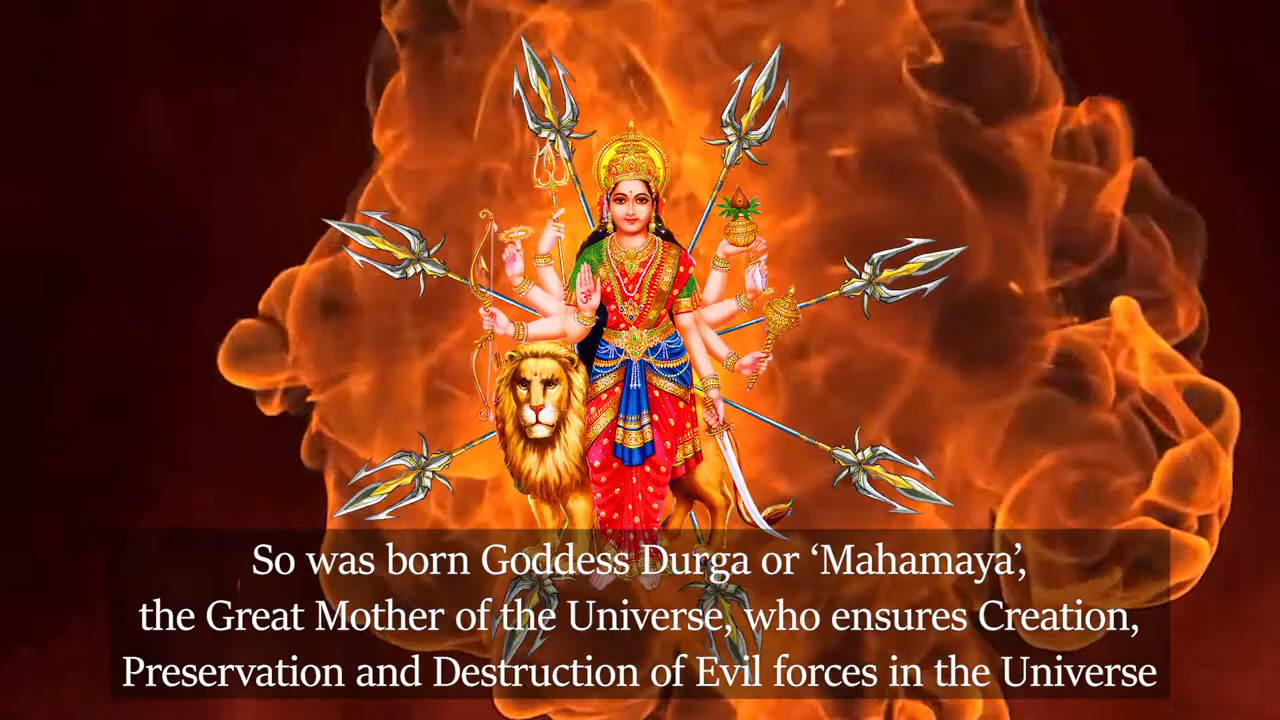 So was born Goddess Durga or ‘Mahamaya’,
the Great Mother of the Universe, who ensures Creation,
Preservation and Destruction of Evil forces in the Universe